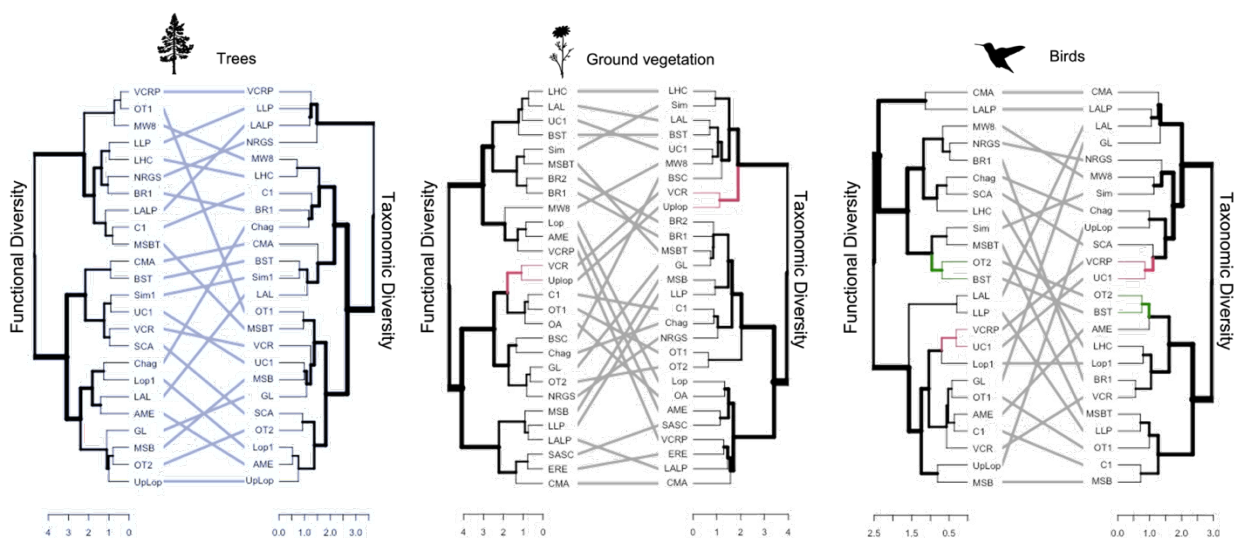 Trees
Functional Diversity
VCRP
OT1
MW8
LLP
LHC
NRGS
BR1
LALP
C1
MSBT
CMA
BST
Sim1
UC1
VCR
SCA
Chag
Lop1
LAL
AME
GL
MSB
OT2
UpLop
4 3 2 1 0
VCRP
LLP
LALP
NRGS
MW8
LHC
C1
BR1
Chag
CMA
BST
Sim1
LAL
OT1
MSBT
VCR
UC1
MSB
GL
SCA
OT2
Lop1
AME
UpLop
0.0 1.0 2.0 3.0
Taxonomic Diversity
Ground vegetation
Functional Diversity
LHC
LAL
UC1
BST
Sim
MSBT
BR2
BR1
MW8
Lop
AME
VCRP
VCR
Uplop
C1
OT1
OA
BSC
Chag
GL
OT2
NRGS
MSB
LLP
LALP
SASC
ERE
CMA
4 3 2 1 0
LHC
Sim
LAL
BST
UC1
MW8
BSC
VCR
Uplop
BR2
BR1
MSBT
GL
MSB
LLP
C1
Chag
NRGS
OT1
OT2
Lop
OA
AME
SASC
VCRP
ERE
LALP
CMA
0 1 2 3 4
Taxonomic Diversity
Birds
Functional Diversity
CMA
LALP
MW8
NRGS
BR1
Chag
SCA
LHC
Sim
MSBT
OT2
BST
LAL
LLP
VCRP
UC1
Lop1
GL
OT1
AME
C1
VCR
UpLop
MSB
2.5 1.5 0.5
CMA
LALP
LAL
GL
NRGS
MW8
Sim
Chag
UpLop
SCA
VCRP
UC1
OT2
BST
AME
LHC
Lop1
BR1
VCR
MSBT
LLP
OT1
C1
MSB
0.0 1.0 2.0 3.0
Taxonomic Diversity